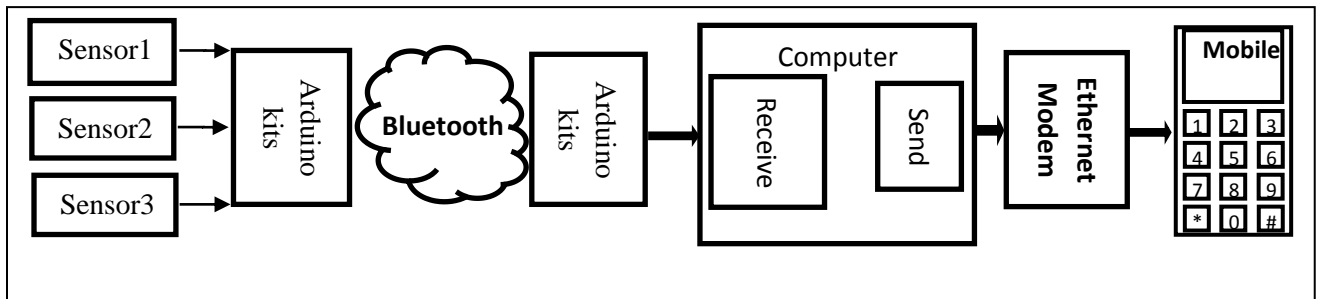 Sensor1
Sensor2
Sensor3
Arduino
kits
Bluetooth
Arduino
kits
Computer
Receive
Send
Ethernet
Modem
Mobile
1 2 3
4 5 6
7 8 9
* 0 #